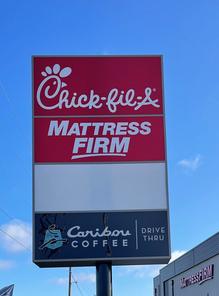 Chick-fil-A
MATTRESS
FIRM
Caribou
COFFEE
DRIVE
THRU
MATTRESS FIRM